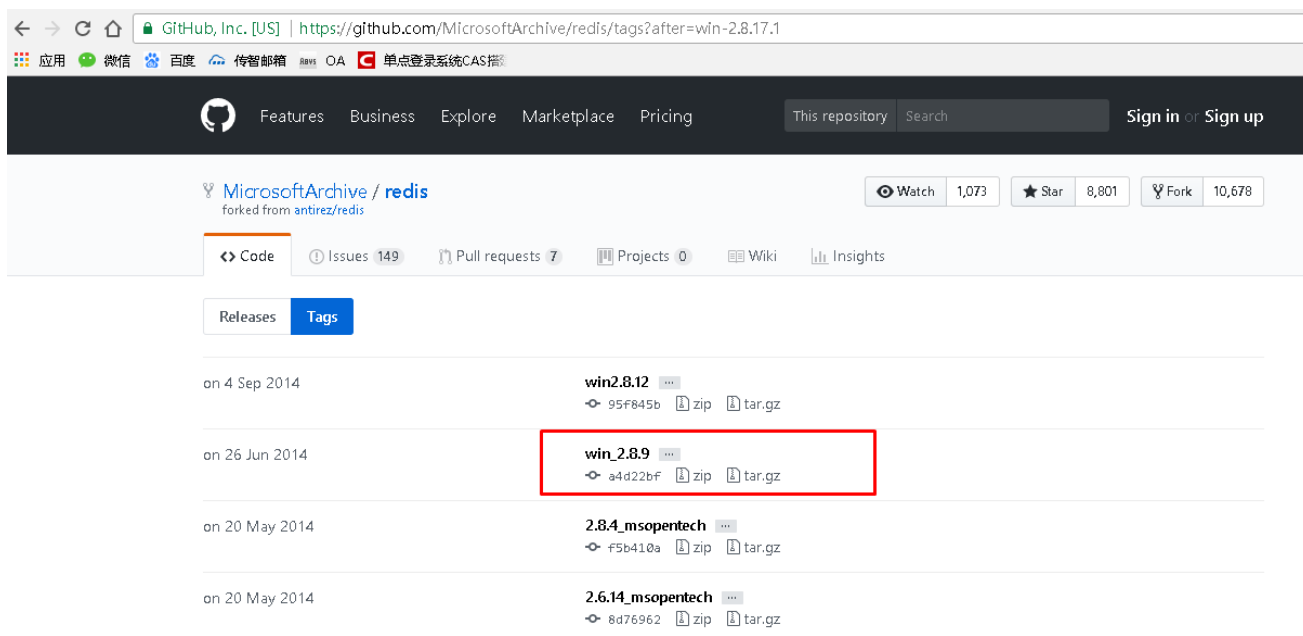 GitHub, Inc. [US] | https://github.com/MicrosoftArchive/redis/tags?after=win-2.8.17.1
应用 微信 百度 传智邮箱 OA 单点登录系统CAS搭
Features Business Explore Marketplace Pricing This repository Search Sign in or Sign up
MicrosoftArchive / redis Watch 1,073 Star 8,801 Fork 10,678
forked from antirez/redis
<> Code Issues 149 Pull requests 7 Projects 0 Wiki Insights
Releases Tags
on 4 Sep 2014 win2.8.12 ...
95f845b zip tar.gz
on 26 Jun 2014 win_2.8.9 ...
a4d22bf zip tar.gz
on 20 May 2014 2.8.4_msopentech ...
f5b410a zip tar.gz
on 20 May 2014 2.6.14_msopentech ...
8d76962 zip tar.gz